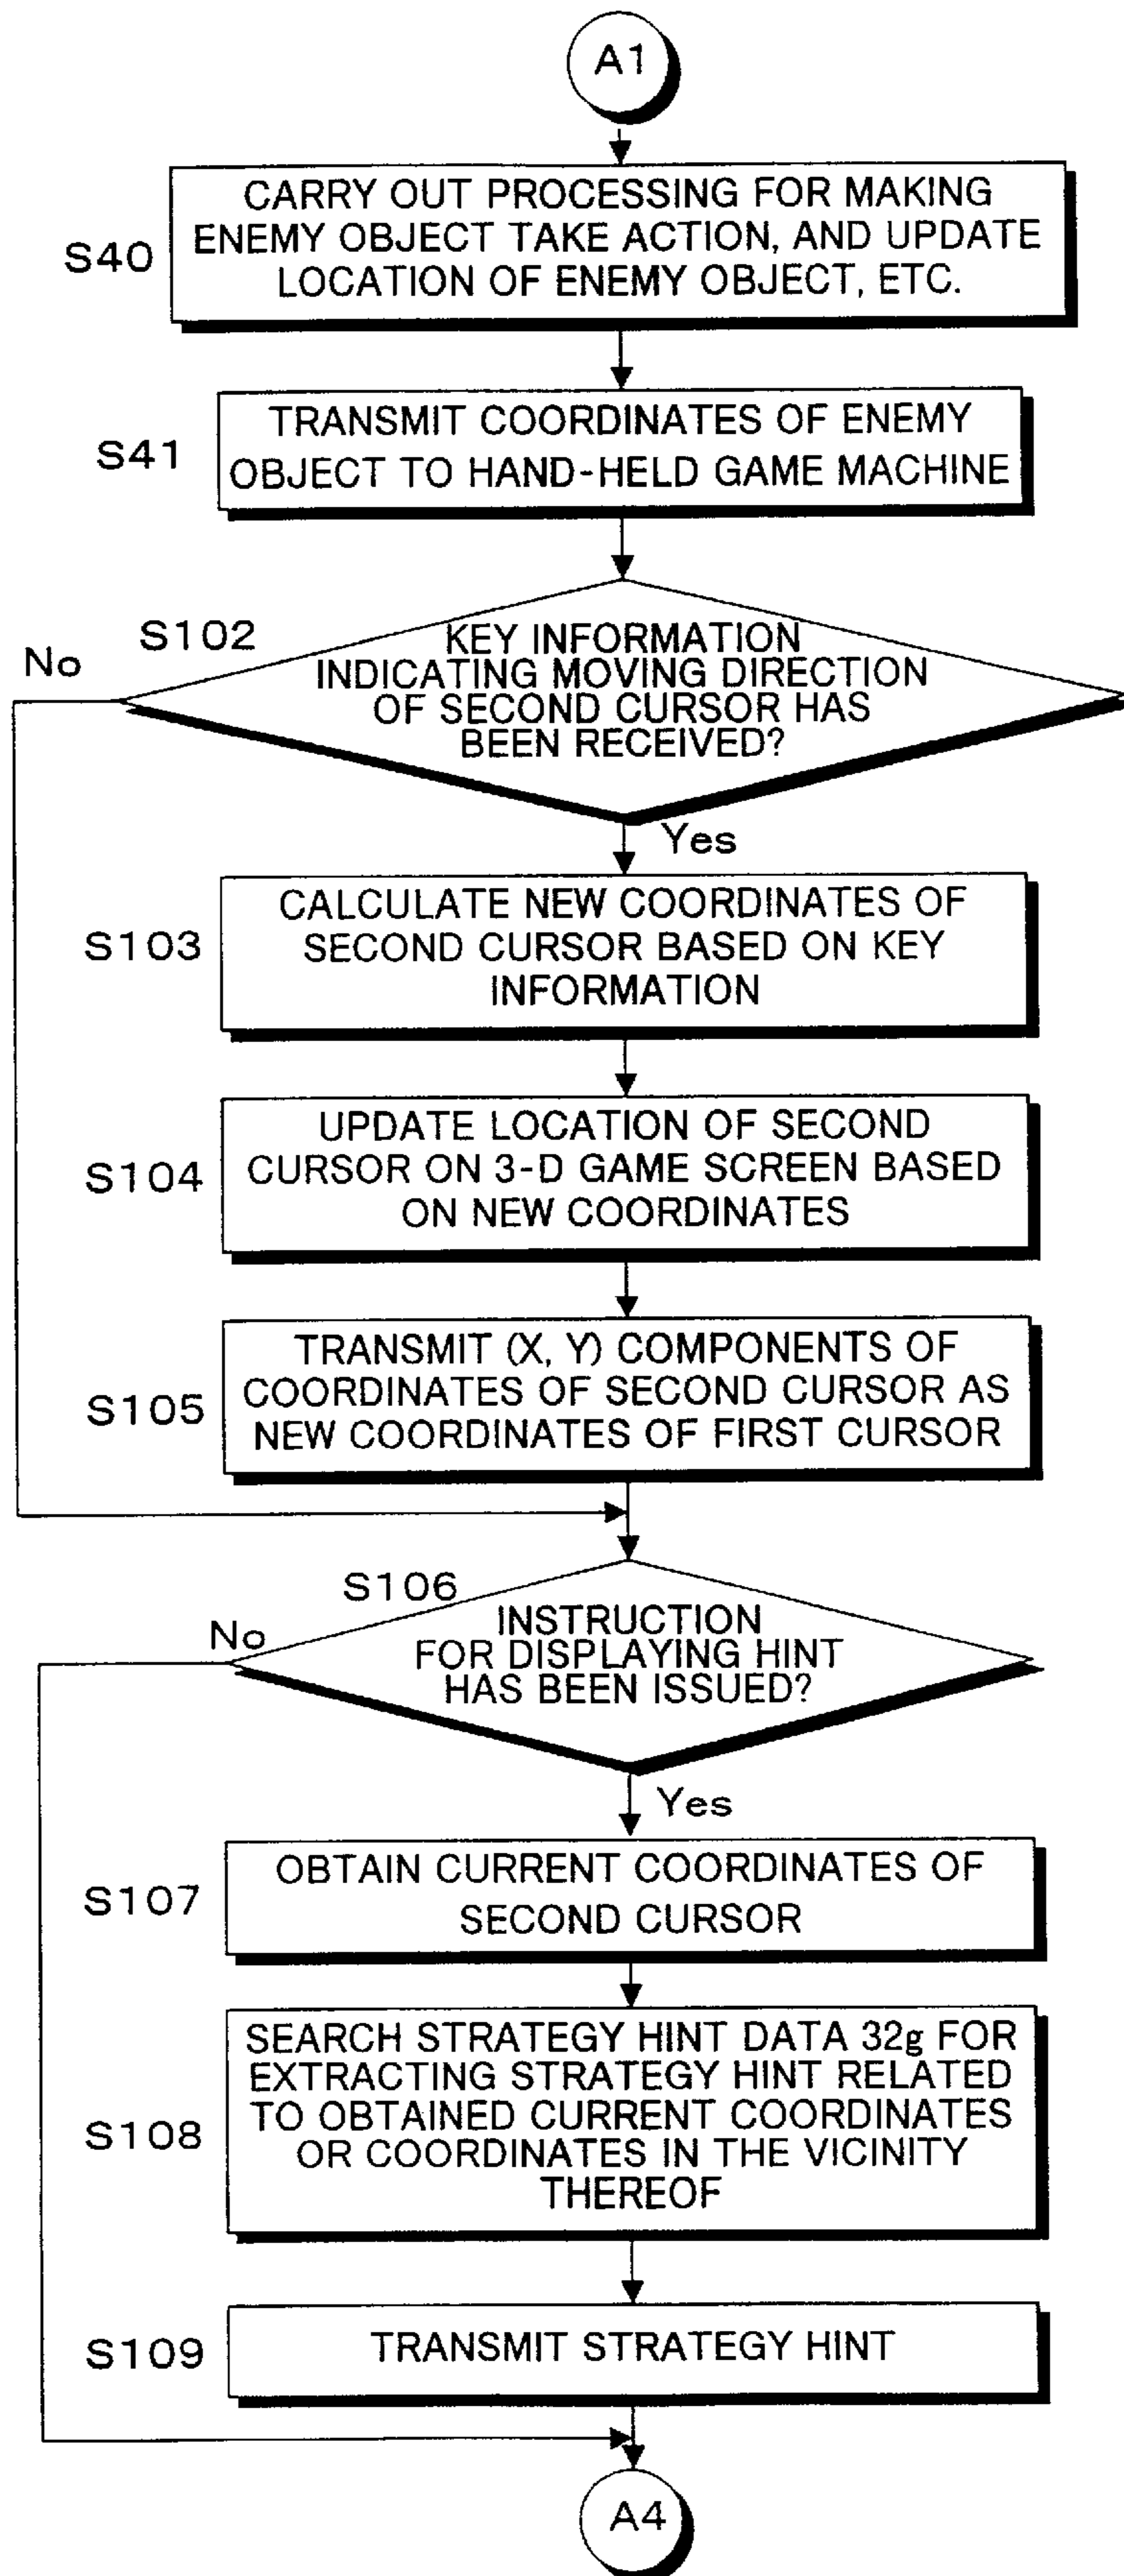 A1
S40
CARRY OUT PROCESSING FOR MAKING
ENEMY OBJECT TAKE ACTION, AND UPDATE
LOCATION OF ENEMY OBJECT, ETC.
S41
TRANSMIT COORDINATES OF ENEMY
OBJECT TO HAND-HELD GAME MACHINE
S102
No
KEY INFORMATION
INDICATING MOVING DIRECTION
OF SECOND CURSOR HAS
BEEN RECEIVED?
Yes
S103
CALCULATE NEW COORDINATES OF
SECOND CURSOR BASED ON KEY
INFORMATION
S104
UPDATE LOCATION OF SECOND
CURSOR ON 3-D GAME SCREEN BASED
ON NEW COORDINATES
S105
TRANSMIT (X, Y) COMPONENTS OF
COORDINATES OF SECOND CURSOR AS
NEW COORDINATES OF FIRST CURSOR
S106
No
INSTRUCTION
FOR DISPLAYING HINT
HAS BEEN ISSUED?
Yes
S107
OBTAIN CURRENT COORDINATES OF
SECOND CURSOR
S108
SEARCH STRATEGY HINT DATA 32g FOR
EXTRACTING STRATEGY HINT RELATED
TO OBTAINED CURRENT COORDINATES
OR COORDINATES IN THE VICINITY
THEREOF
S109
TRANSMIT STRATEGY HINT
A4